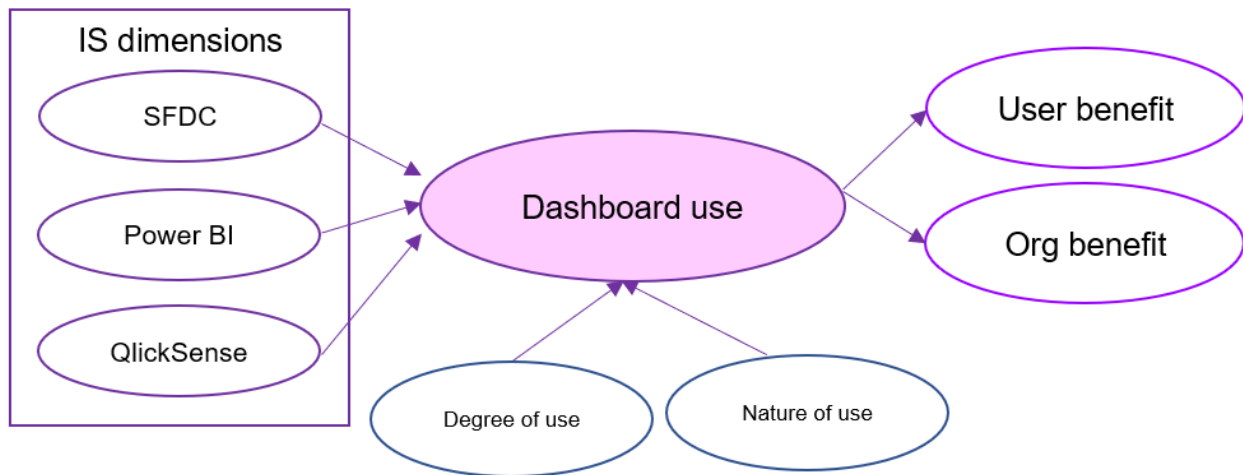 IS dimensions
SFDC
Power BI
QlickSense
Dashboard use
User benefit
Org benefit
Degree of use
Nature of use